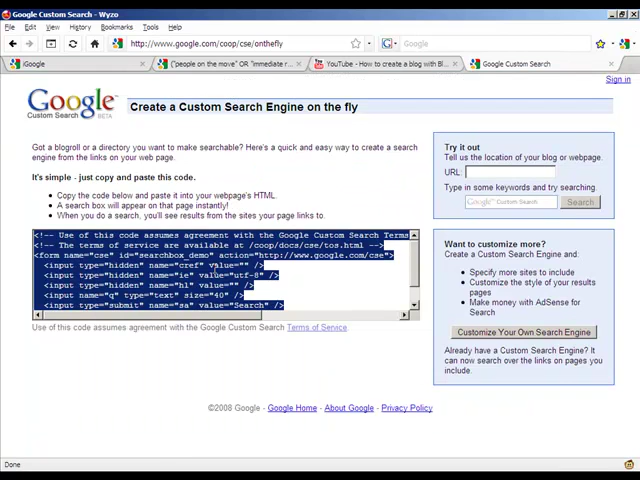 Google Custom Search - Wyzo
File Edit View History Bookmarks Tools Help
http://www.google.com/coop/cse/onthefly
Google
iGoogle
("people on the move" OR "immediate r...
YouTube - How to create a blog with Bl...
Google Custom Search
Sign in
Google™
Custom Search BETA
Create a Custom Search Engine on the fly
Got a blogroll or a directory you want to make searchable? Here's a quick and easy way to create a search
engine from the links on your web page.
It's simple - just copy and paste this code.
Copy the code below and paste it into your webpage's HTML.
A search box will appear on that page instantly!
When you do a search, you'll see results from the sites your page links to.
<!-- Use of this code assumes agreement with the Google Custom Search Terms
<!-- The terms of service are available at /coop/docs/cse/tos.html -->
<form name="cse" id="searchbox_demo" action="http://www.google.com/cse">
<input type="hidden" name="cref" value="" />
<input type="hidden" name="ie" value="utf-8" />
<input type="hidden" name="hl" value="" />
<input name="q" type="text" size="40" />
<input type="submit" name="sa" value="Search" />
Use of this code assumes agreement with the Google Custom Search Terms of Service.
Try it out
Tell us the location of your blog or webpage.
URL:
Type in some keywords and try searching.
Google™ Custom Search
Search
Want to customize more?
Create a Custom Search Engine and:
Specify more sites to include
Customize the style of your results
pages
Make money with AdSense for
Search
Customize Your Own Search Engine
Already have a Custom Search Engine? It
can now search over the links on pages you
include.
©2008 Google - Google Home - About Google - Privacy Policy
Done